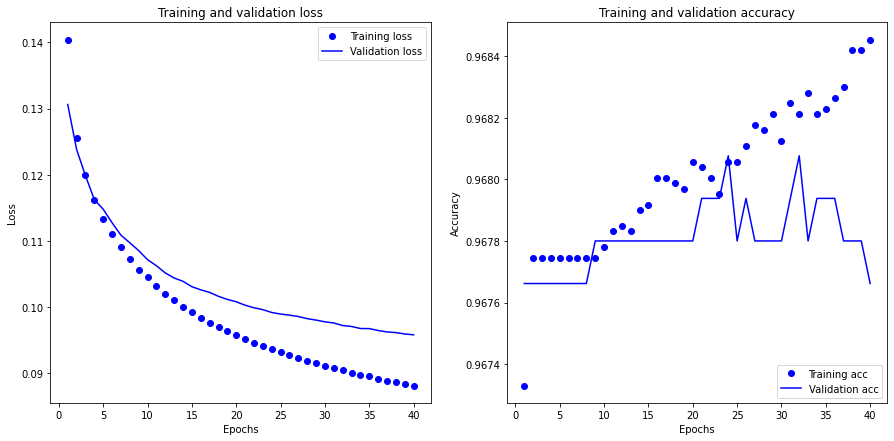 Training and validation loss
0.14
0.13
0.12
0.11
0.10
0.09
Loss
Training loss
Validation loss
0 5 10 15 20 25 30 35 40
Epochs
Training and validation accuracy
0.9684
0.9682
0.9680
0.9678
0.9676
0.9674
Accuracy
Training acc
Validation acc
0 5 10 15 20 25 30 35 40
Epochs